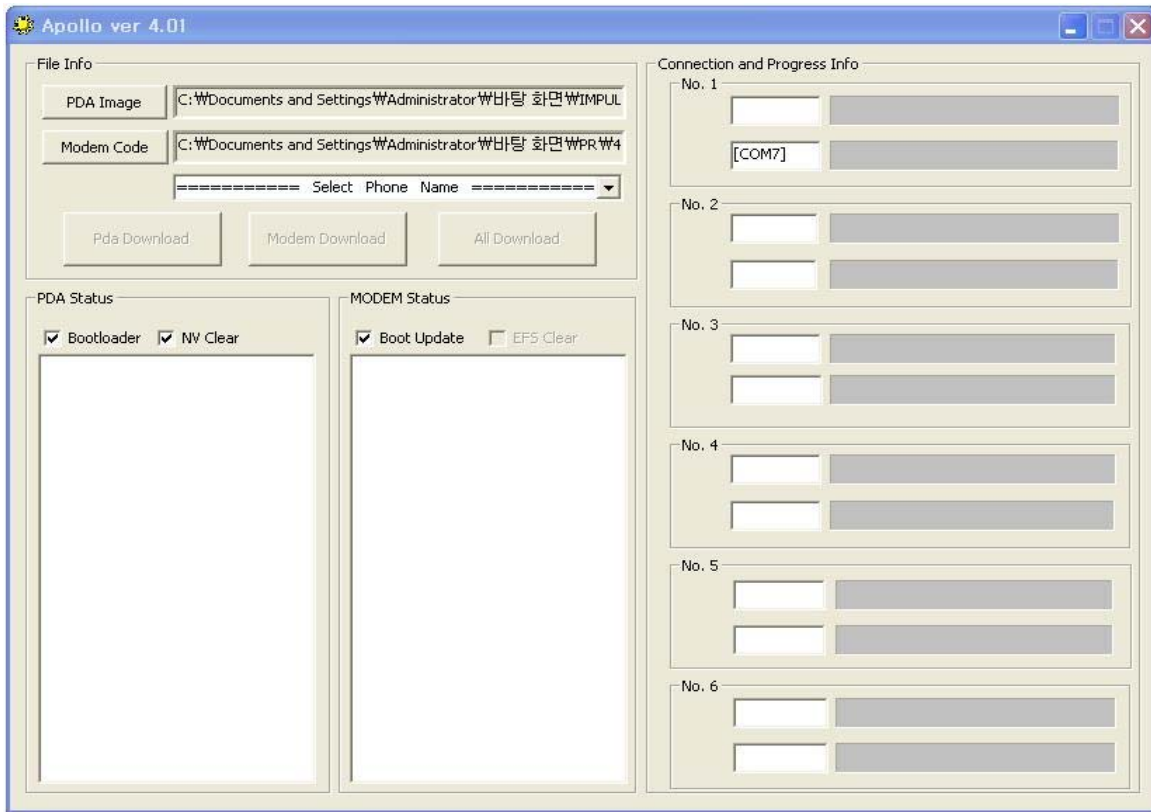 Apollo ver 4.01
File Info
PDA Image
C:₩Documents and Settings₩Administrator₩바탕 화면₩IMPUL
Modem Code
C:₩Documents and Settings₩Administrator₩바탕 화면₩PR₩4
=========== Select Phone Name ===========
Pda Download
Modem Download
All Download
PDA Status
Bootloader
NV Clear
MODEM Status
Boot Update
EFS Clear
Connection and Progress Info
No. 1
[COM7]
No. 2
No. 3
No. 4
No. 5
No. 6